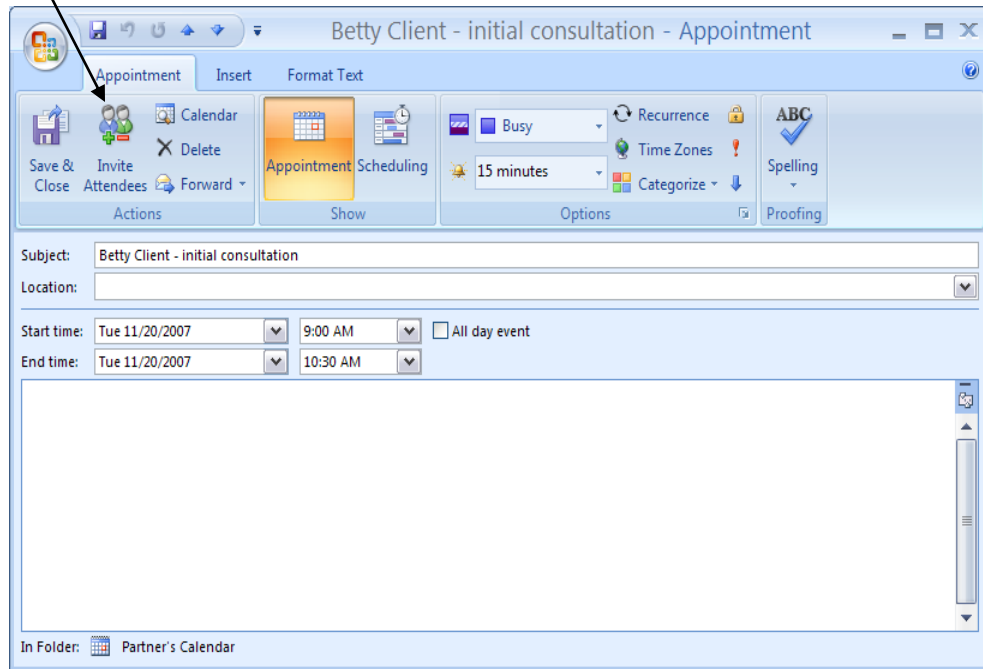 Betty Client - initial consultation - Appointment
Appointment Insert Format Text
Save & Close
Invite Attendees
Calendar
Delete
Forward
Actions
Appointment Scheduling
Show
Busy
15 minutes
Recurrence
Time Zones
Categorize
Options
ABC
Spelling
Proofing
Subject: Betty Client - initial consultation
Location:
Start time: Tue 11/20/2007 9:00 AM All day event
End time: Tue 11/20/2007 10:30 AM
In Folder: Partner's Calendar